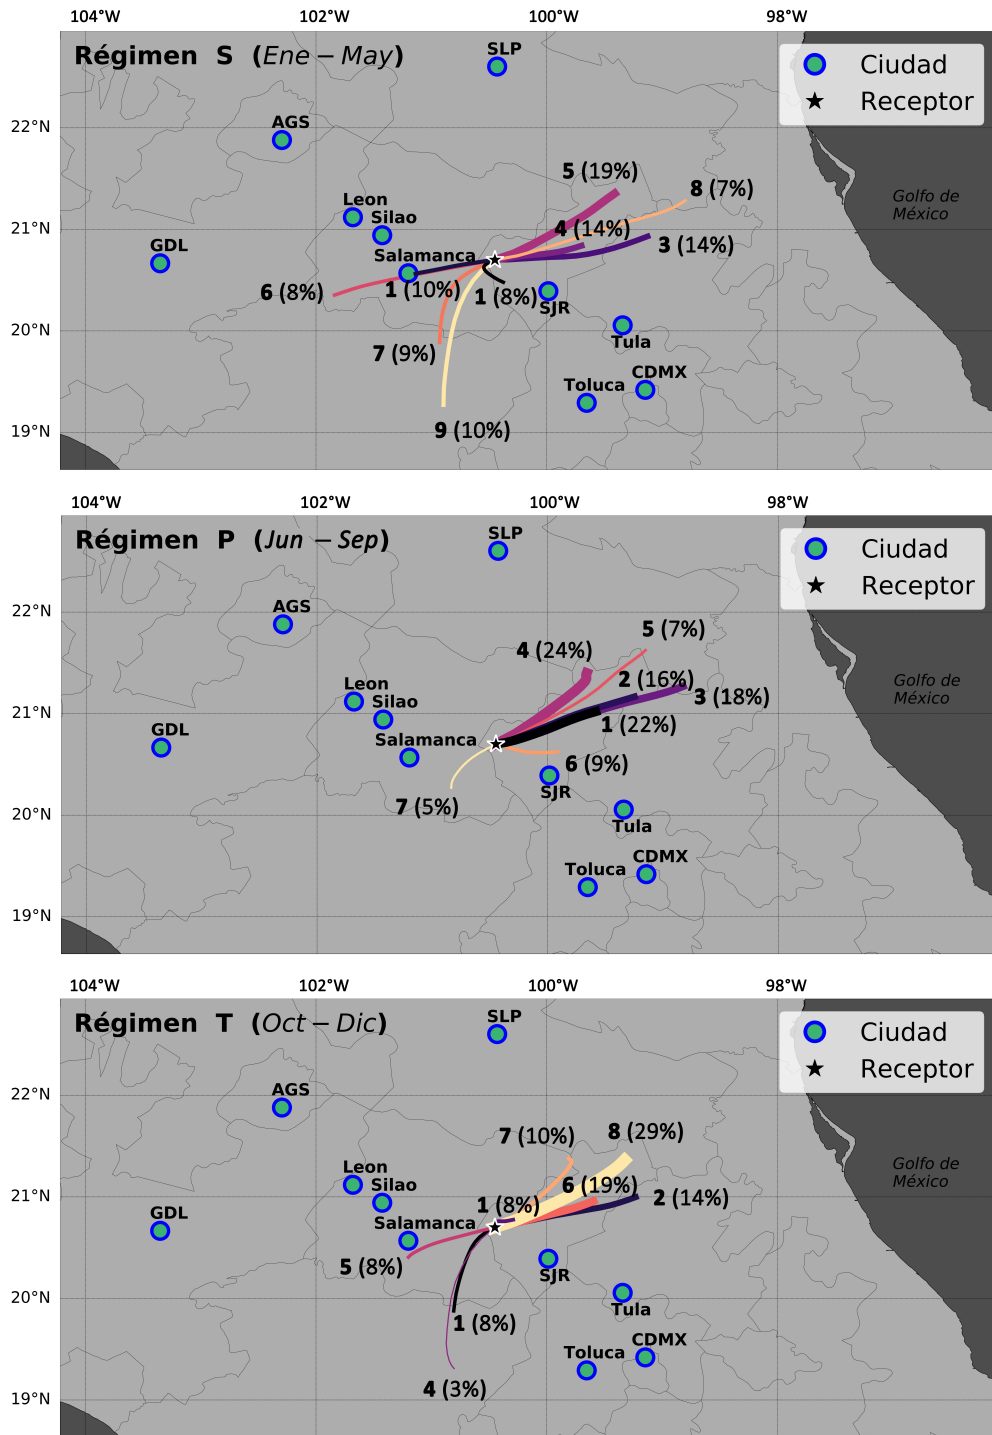 104°W 102°W 100°W 98°W
Régimen S (Ene – May)
SLP
Ciudad
Receptor
22°N
AGS
5 (19%)
8 (7%)
Golfo de
México
Leon
Silao
21°N
4 (14%)
3 (14%)
GDL
Salamanca
6 (8%)
1 (10%)
1 (8%)
SJR
20°N
Tula
7 (9%)
CDMX
Toluca
9 (10%)
19°N
104°W 102°W 100°W 98°W
Régimen P (Jun – Sep)
SLP
Ciudad
Receptor
22°N
AGS
5 (7%)
4 (24%)
2 (16%)
3 (18%)
Golfo de
México
Leon
Silao
21°N
1 (22%)
GDL
Salamanca
6 (9%)
SJR
7 (5%)
20°N
Tula
CDMX
Toluca
19°N
104°W 102°W 100°W 98°W
Régimen T (Oct – Dic)
SLP
Ciudad
Receptor
22°N
AGS
7 (10%)
8 (29%)
Golfo de
México
Leon
Silao
21°N
6 (19%)
2 (14%)
1 (8%)
GDL
Salamanca
5 (8%)
SJR
20°N
Tula
1 (8%)
CDMX
Toluca
4 (3%)
19°N